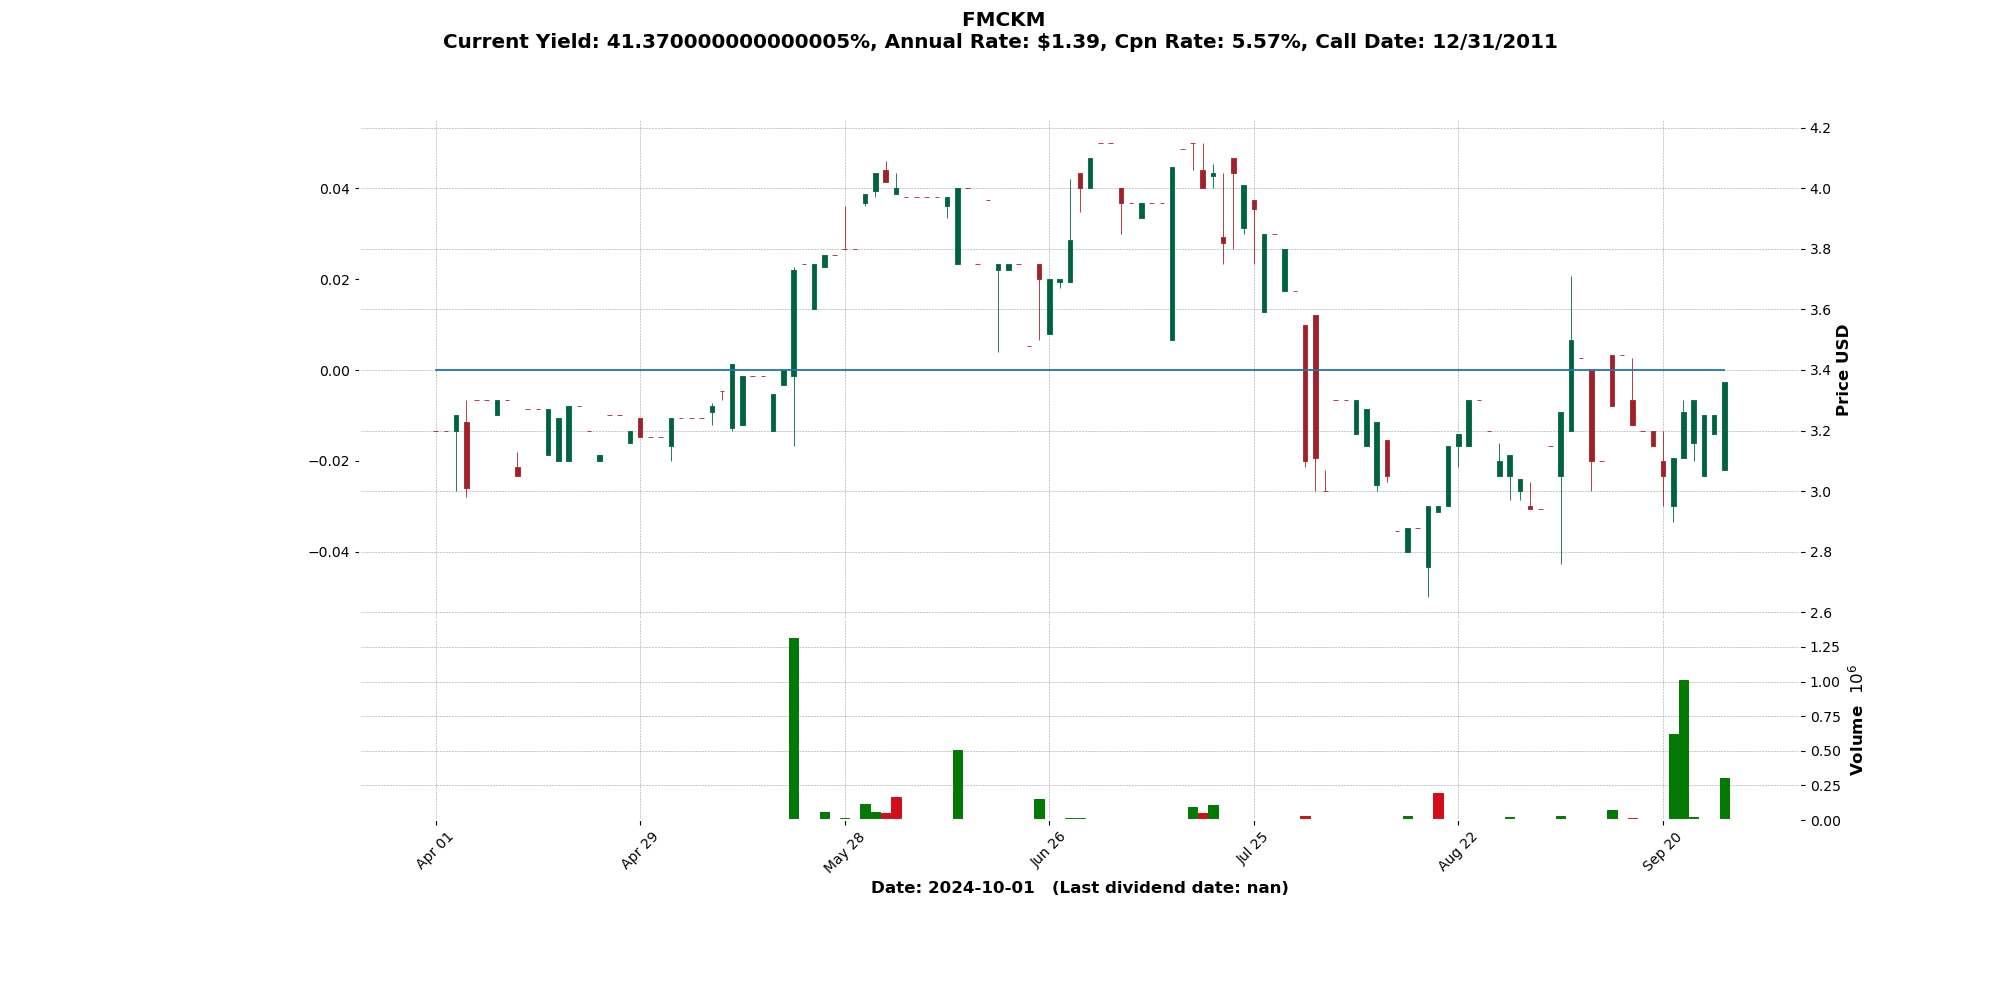 FMCKM
Current Yield: 41.370000000000005%, Annual Rate: $1.39, Cpn Rate: 5.57%, Call Date: 12/31/2011
0.04
0.02
0.00
−0.02
−0.04
4.2
4.0
3.8
3.6
3.4
3.2
3.0
2.8
2.6
Price USD
1.25
1.00
0.75
0.50
0.25
0.00
Volume 10^6
Apr 01
Apr 29
May 28
Jun 26
Jul 25
Aug 22
Sep 20
Date: 2024-10-01 (Last dividend date: nan)